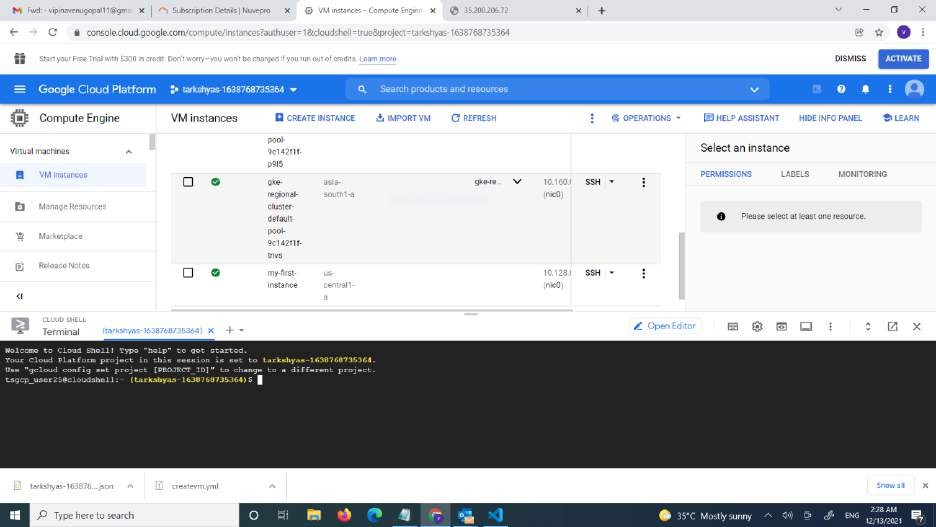 Fwd: - vipinavenugopal11@gma
Subscription Details | Nuvepro
VM instances – Compute Engine
35.200.206.72
console.cloud.google.com/compute/instances?authuser=1&cloudshell=true&project=tarkshyas-1638768735364
Start your Free Trial with $300 in credit. Don't worry—you won't be charged if you run out of credits. Learn more
DISMISS
ACTIVATE
Google Cloud Platform
tarkshyas-1638768735364
Search products and resources
Compute Engine
VM instances
CREATE INSTANCE
IMPORT VM
REFRESH
OPERATIONS
HELP ASSISTANT
HIDE INFO PANEL
LEARN
Virtual machines
VM instances
Manage Resources
Marketplace
Release Notes
pool-
9c142f1f-
p9l5
gke-
regional-
cluster-
default-
pool-
9c142f1f-
trivs
asia-
south1-a
gke-re...
10.160.
(nic0)
SSH
my-first-
instance
us-
central1-
a
10.128.
(nic0)
SSH
Select an instance
PERMISSIONS
LABELS
MONITORING
Please select at least one resource.
CLOUD SHELL
Terminal
(tarkshyas-1638768735364)
Open Editor
Welcome to Cloud Shell! Type "help" to get started.
Your Cloud Platform project in this session is set to tarkshyas-1638768735364.
Use "gcloud config set project [PROJECT_ID]" to change to a different project.
tsgcp_user25@cloudshell:~ (tarkshyas-1638768735364)$
tarkshyas-163876....json
createvm.yml
Show all
Type here to search
35°C Mostly sunny
ENG
2:28 AM
12/13/2021
7